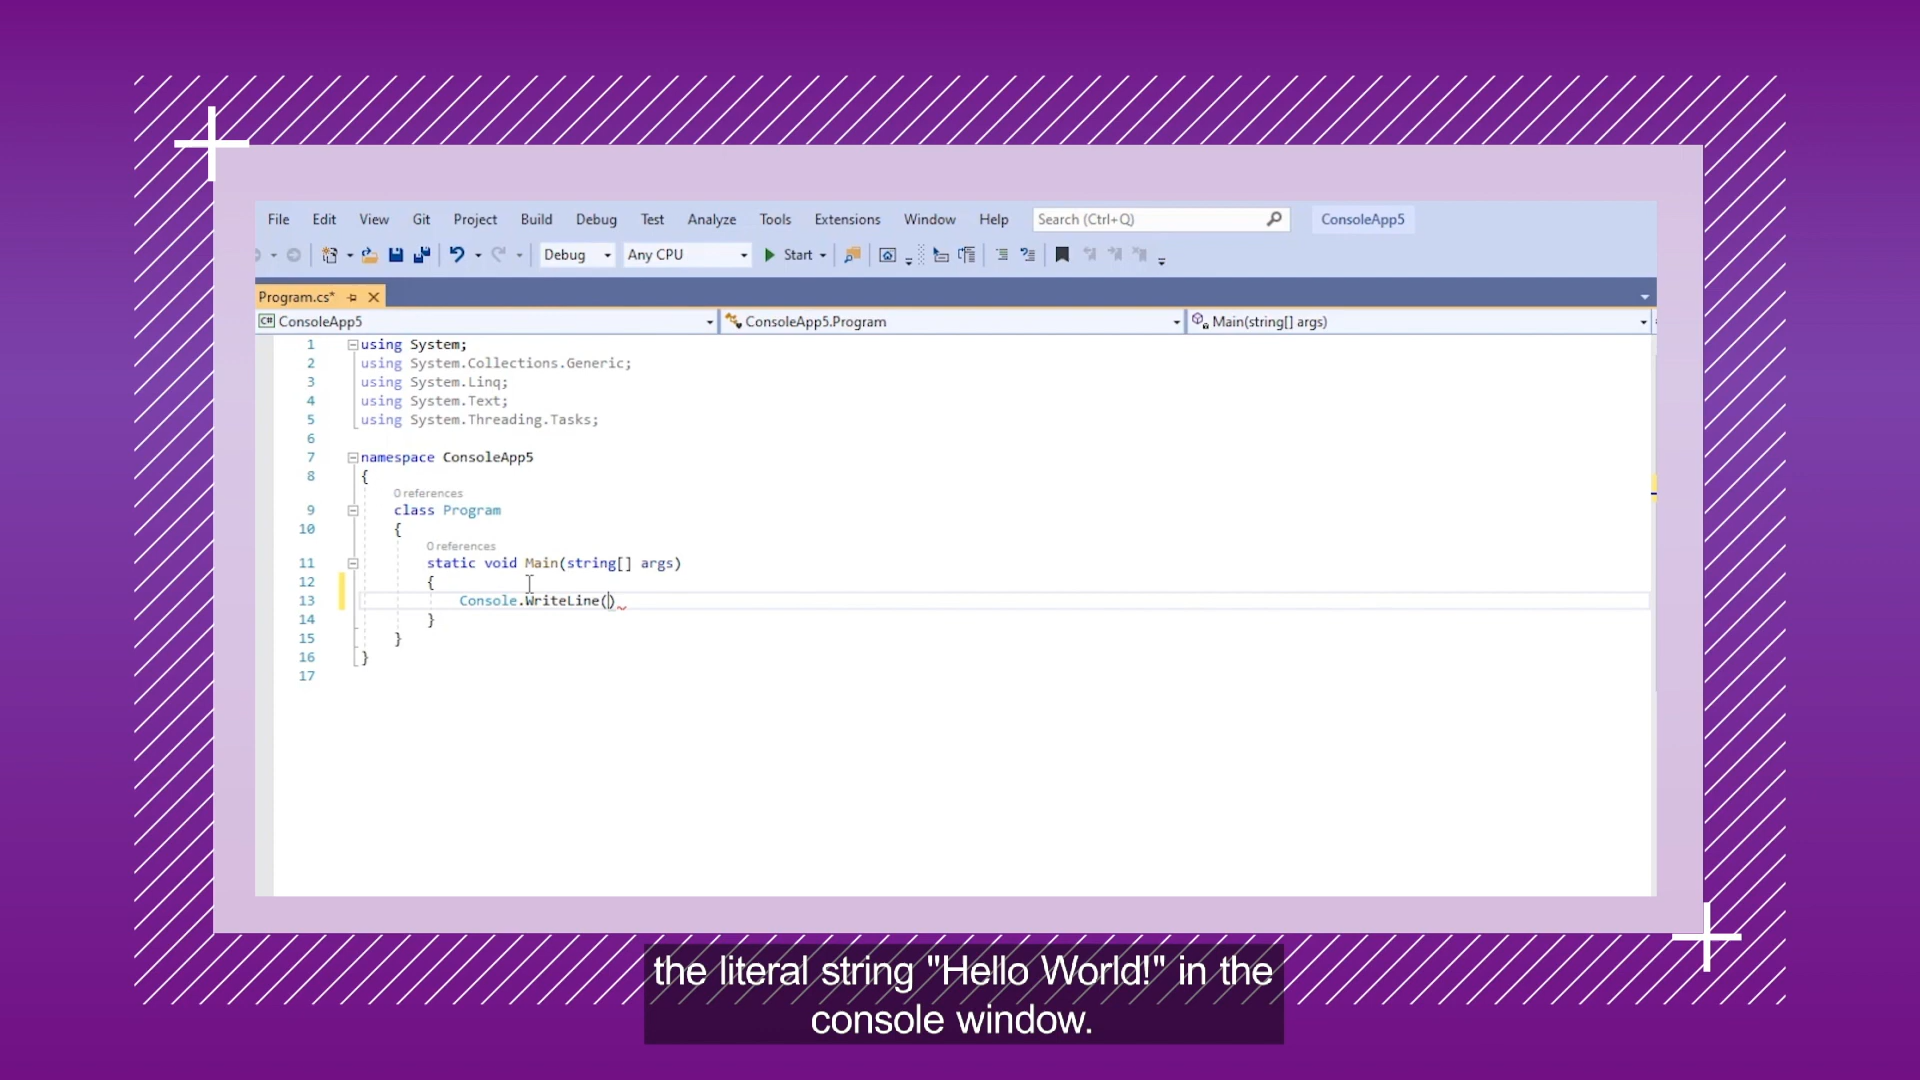 File Edit View Git Project Build Debug Test Analyze Tools Extensions Window Help Search (Ctrl+Q) ConsoleApp5
Debug Any CPU Start
Program.cs*
C# ConsoleApp5 ConsoleApp5.Program Main(string[] args)
1 using System;
2 using System.Collections.Generic;
3 using System.Linq;
4 using System.Text;
5 using System.Threading.Tasks;
6
7 namespace ConsoleApp5
8 {
0 references
9 class Program
10 {
0 references
11 static void Main(string[] args)
12 {
13 Console.WriteLine()
14 }
15 }
16 }
17
the literal string "Hello World!" in the
console window.